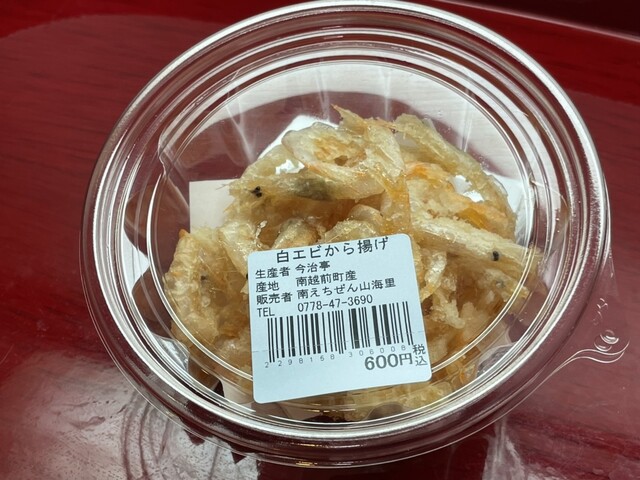 白エビから揚げ
生産者 今治亭
産地 南越前町産
販売者 南えちぜん山海里
TEL 0778-47-3690
2298168306008
600円税込